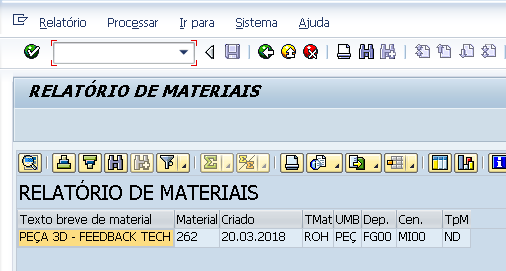 Relatório Processar Ir para Sistema Ajuda
RELATÓRIO DE MATERIAIS
RELATÓRIO DE MATERIAIS
Texto breve de material Material Criado TMat UMB Dep. Cen. TpM
PEÇA 3D - FEEDBACK TECH 262 20.03.2018 ROH PEÇ FG00 MI00 ND